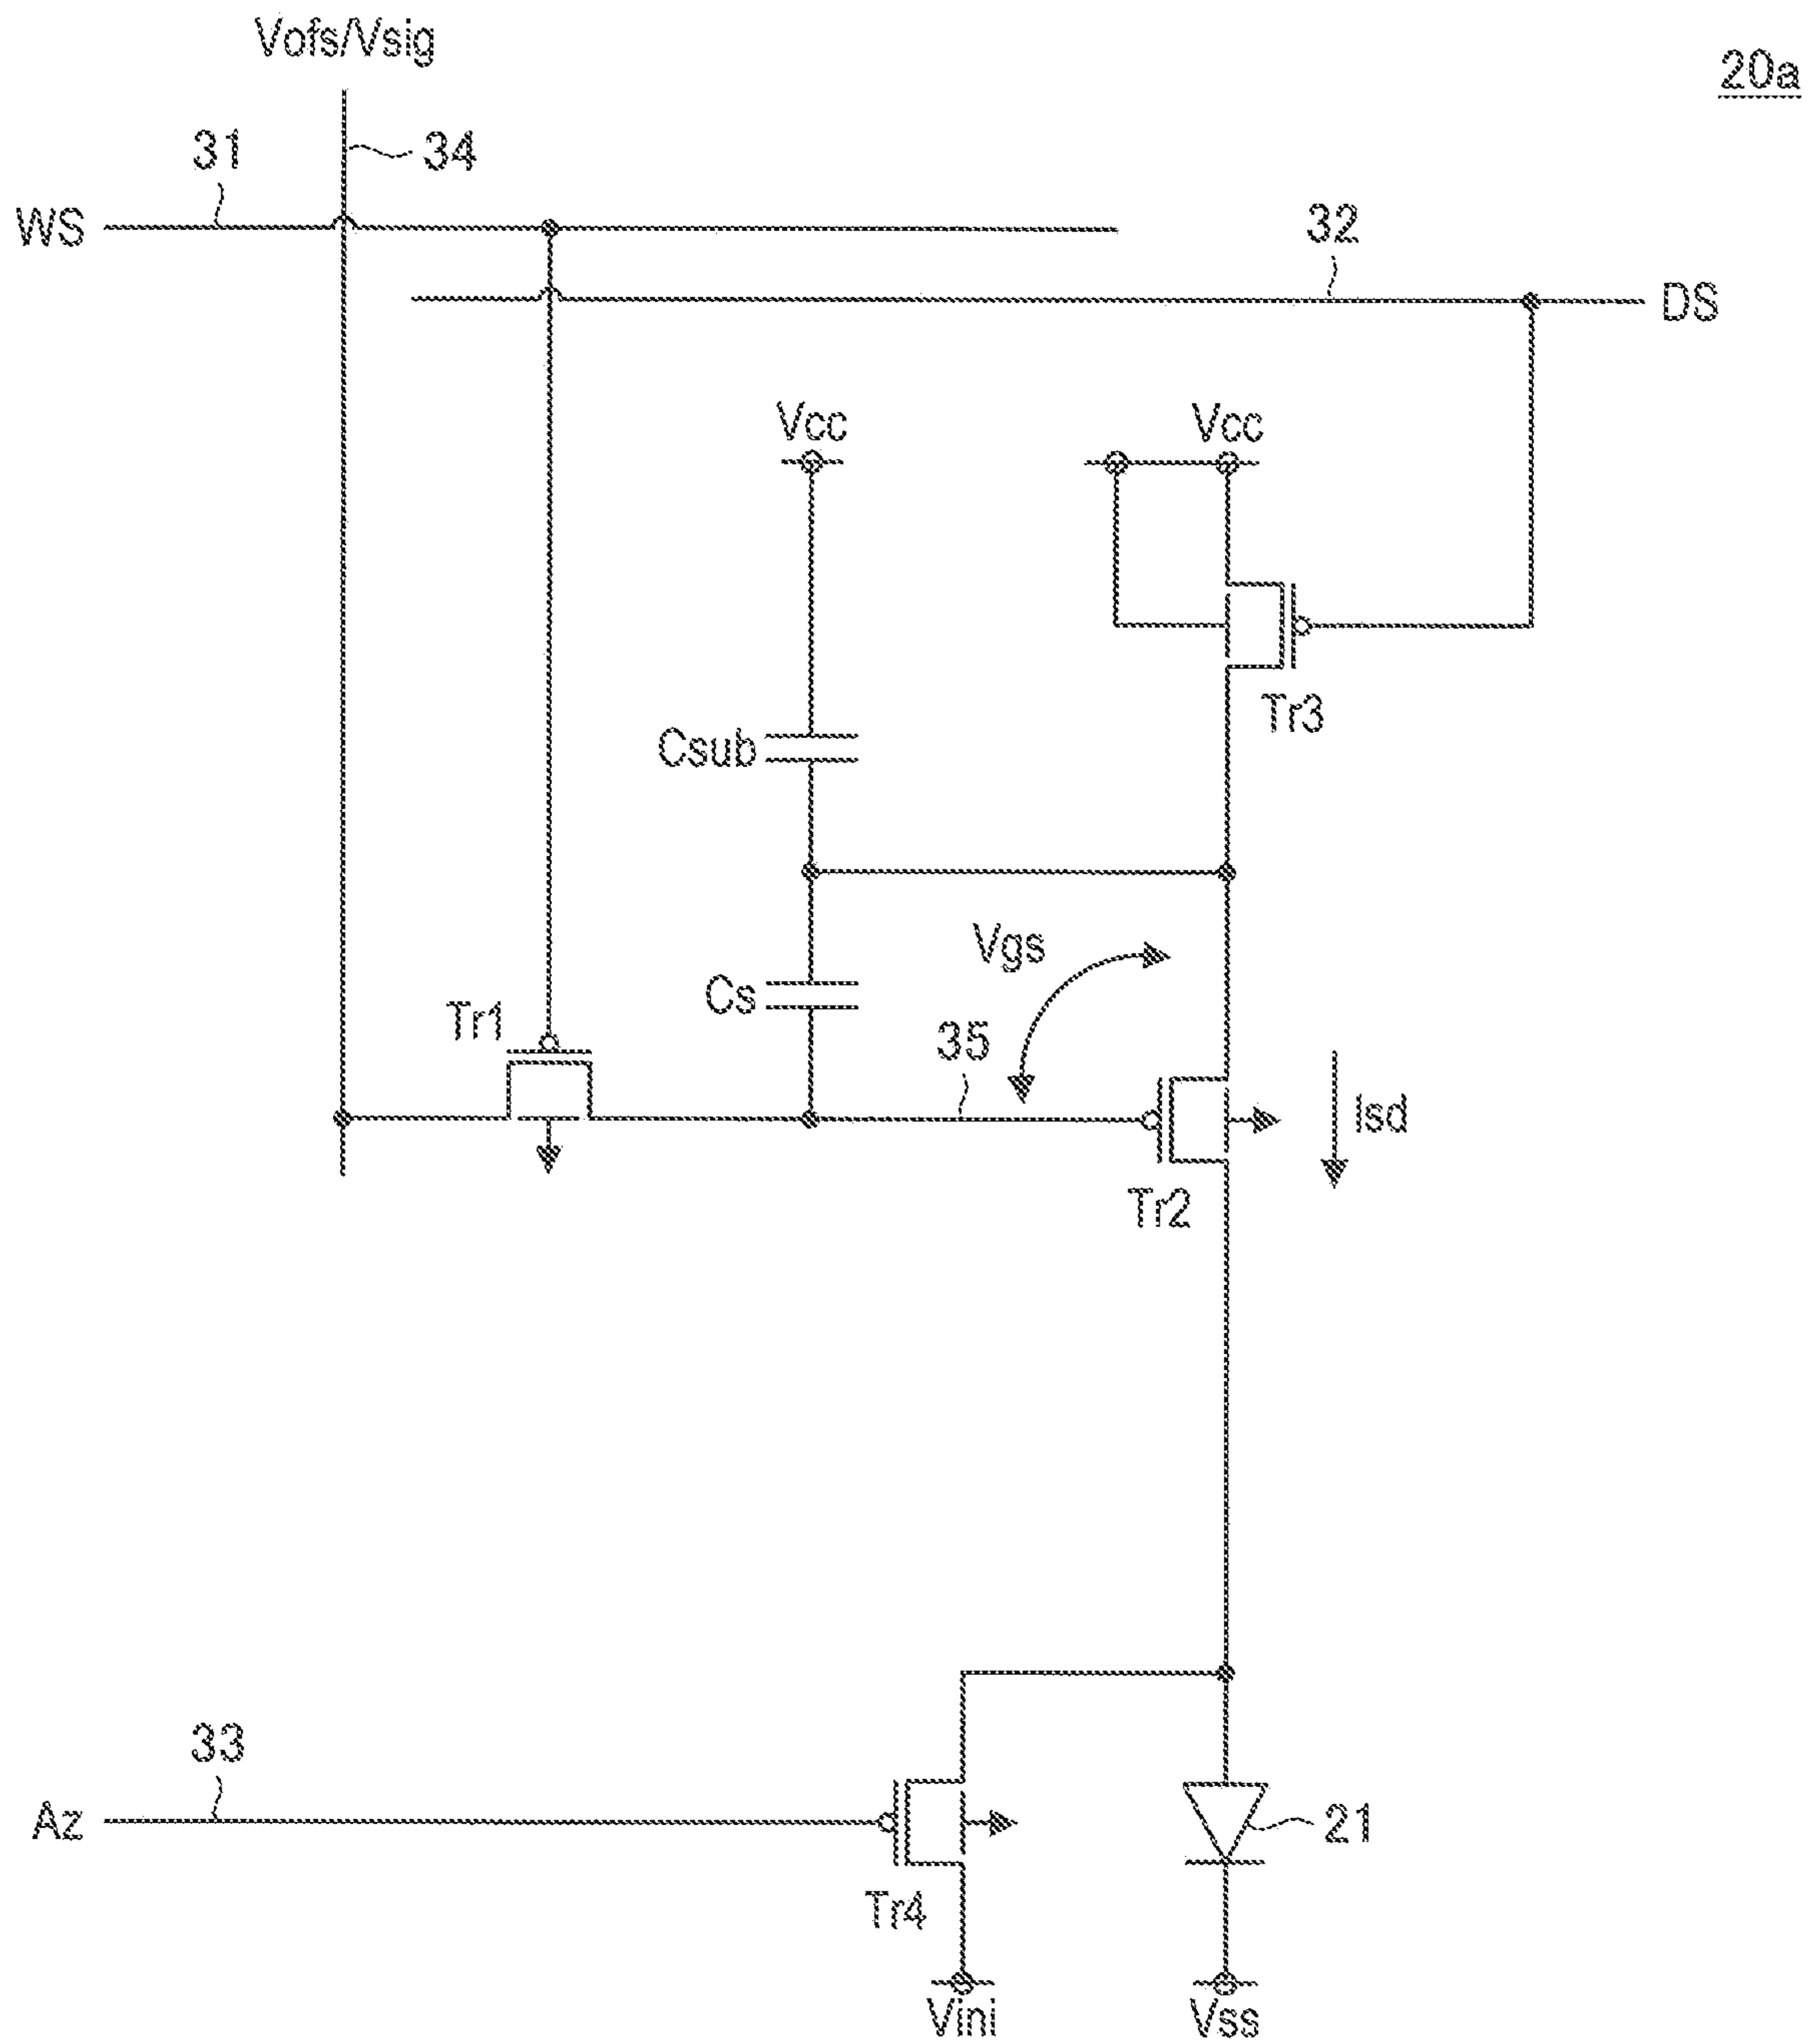 Vofs/Vsig
20a
31
34
WS
32
DS
Vcc
Vcc
Tr3
Csub
Vgs
Cs
Tr1
35
Isd
Tr2
33
Az
21
Tr4
Vini
Vss